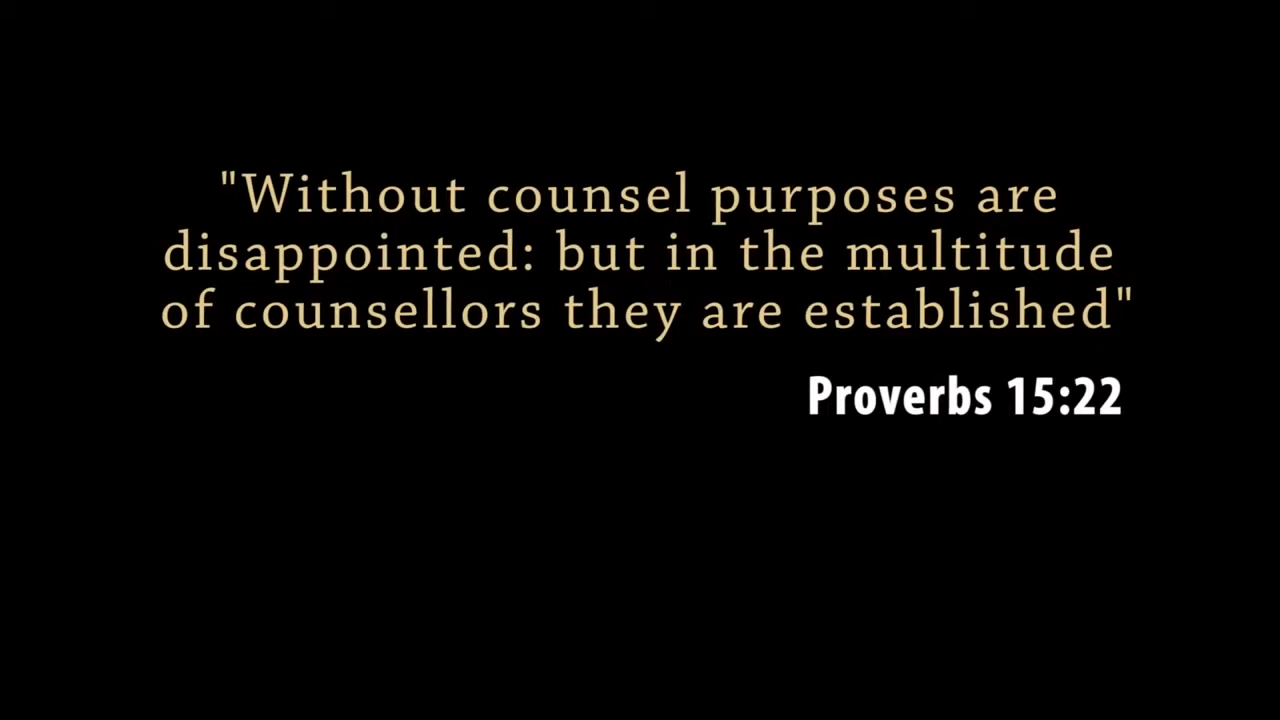 "Without counsel purposes are
disappointed: but in the multitude
of counsellors they are established"
Proverbs 15:22